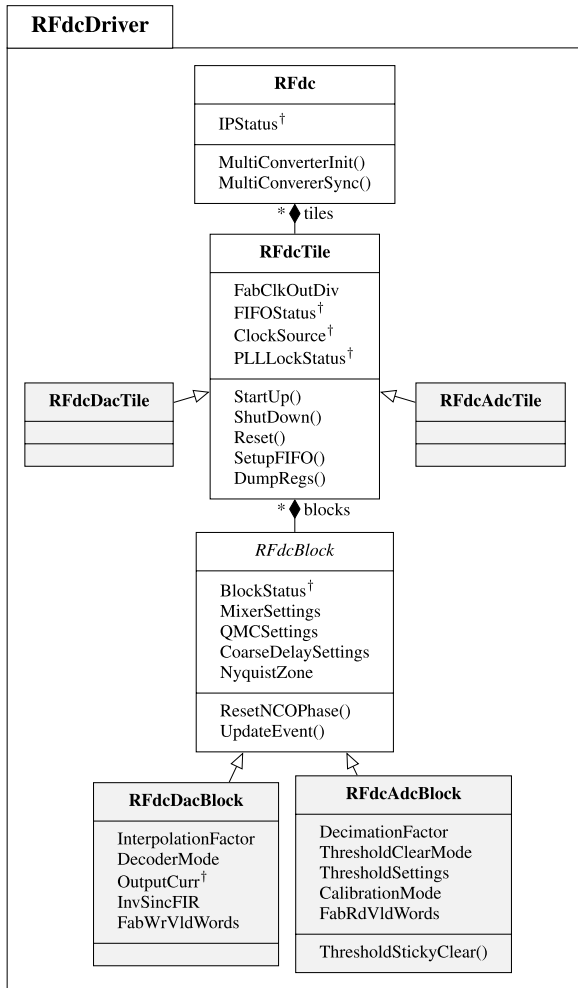 RFdcDriver
RFdc
IPStatus†
MultiConverterInit()
MultiConvererSync()
* tiles
RFdcTile
FabClkOutDiv
FIFOStatus†
ClockSource†
PLLLockStatus†
StartUp()
ShutDown()
Reset()
SetupFIFO()
DumpRegs()
RFdcDacTile
RFdcAdcTile
* blocks
RFdcBlock
BlockStatus†
MixerSettings
QMCSettings
CoarseDelaySettings
NyquistZone
ResetNCOPhase()
UpdateEvent()
RFdcDacBlock
InterpolationFactor
DecoderMode
OutputCurr†
InvSincFIR
FabWrVldWords
RFdcAdcBlock
DecimationFactor
ThresholdClearMode
ThresholdSettings
CalibrationMode
FabRdVldWords
ThresholdStickyClear()